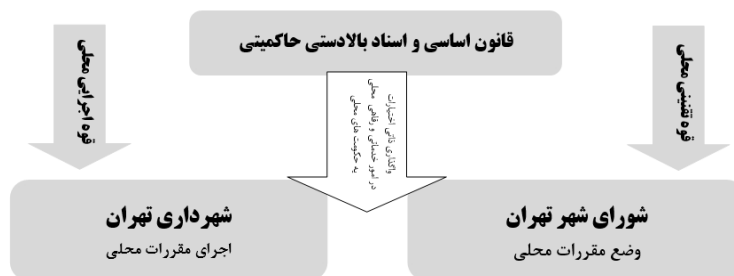 قانون اساسی و اسناد بالادستی حاکمیتی
قوه تقنینی محلی
واگذاری ذاتی اختیارات
در امور خدماتی و رفاهی محلی
به حکومت های محلی
قوه اجرایی محلی
شورای شهر تهران
وضع مقررات محلی
شهرداری تهران
اجرای مقررات محلی